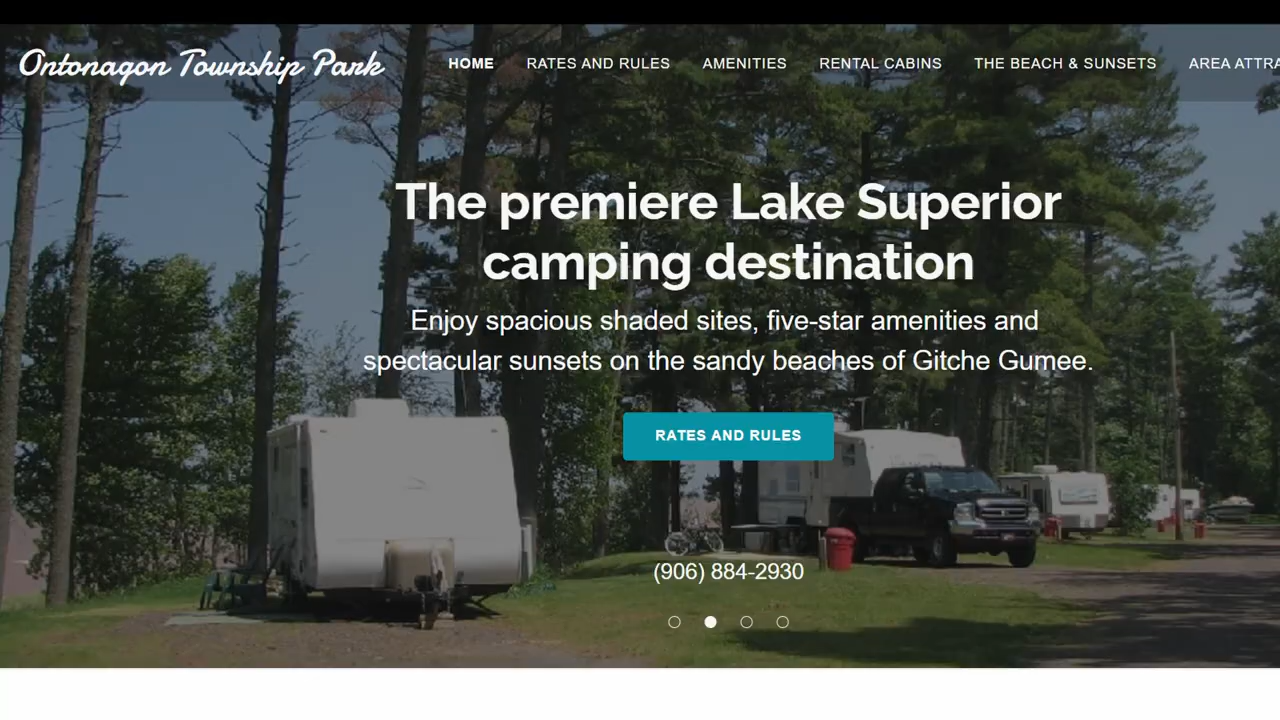 Ontonagon Township Park
HOME RATES AND RULES AMENITIES RENTAL CABINS THE BEACH & SUNSETS AREA ATTRA
The premiere Lake Superior
camping destination
Enjoy spacious shaded sites, five-star amenities and
spectacular sunsets on the sandy beaches of Gitche Gumee.
RATES AND RULES
(906) 884-2930